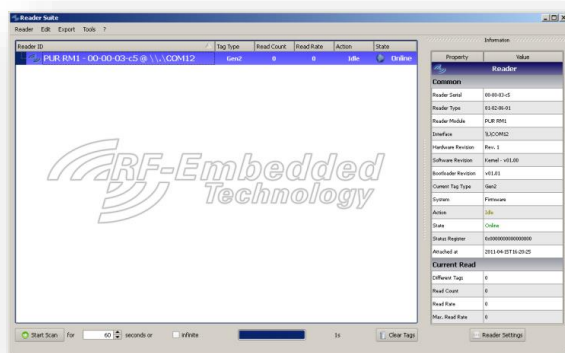 Reader Suite
Reader Edit Export Tools ?
Reader ID Tag Type Read Count Read Rate Action State
PUR RM1 - 00-00-03-c5 @ \\.\COM12 Gen2 0 0 Idle Online
RF-Embedded
Technology
Start Scan for 60 seconds or infinite 1s Clear Tags
Information
Property Value
Reader
Common
Reader Serial 00-00-03-c5
Reader Type 01-02-06-01
Reader Module PUR RM1
Interface \\.\COM12
Hardware Revision Rev. 1
Software Revision Kernel - v01.00
Bootloader Revision v01.01
Current Tag Type Gen2
System Firmware
Action Idle
State Online
Status Register 0x0000000000000000
Attached at 2011-04-15T16:20:25
Current Read
Different Tags 0
Read Count 0
Read Rate 0
Max. Read Rate 0
Reader Settings